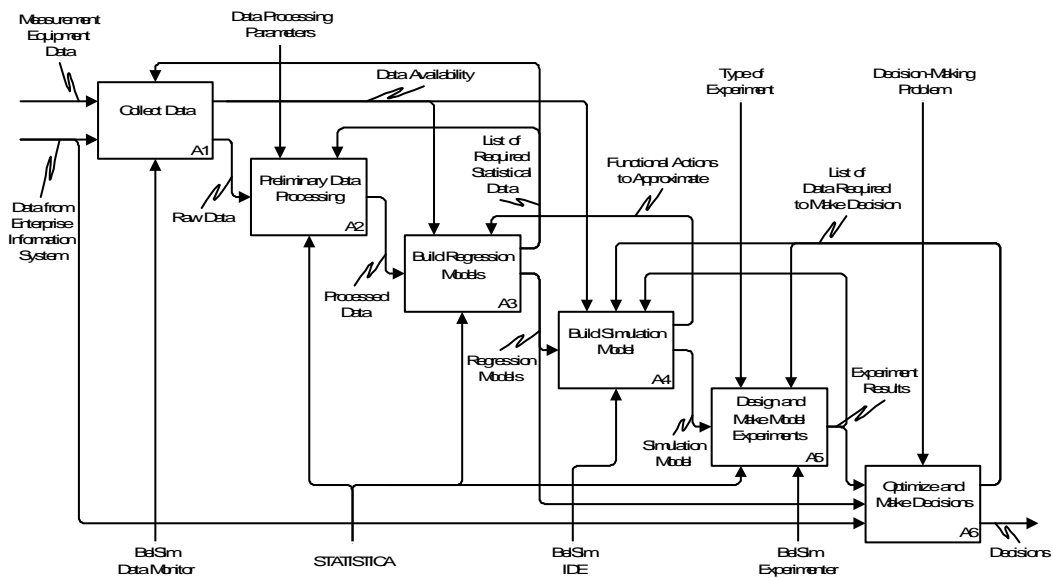 Measurement
Equipment
Data
Data Processing
Parameters
Data Availability
Type of
Experiment
Decision-Making
Problem
Collect Data
A1
List of
Required
Statistical
Data
Functional Actions
to Approximate
List of
Data Required
to Make Decision
Preliminary Data
Processing
A2
Raw Data
Data from
Enterprise
Information
System
Build Regression
Models
A3
Processed
Data
Build Simulation
Model
A4
Regression
Models
Experiment
Results
Design and
Make Model
Experiments
A5
Simulation
Model
Optimize and
Make Decisions
A6
BelSim
Data Monitor
STATISTICA
BelSim
IDE
BelSim
Experimenter
Decisions